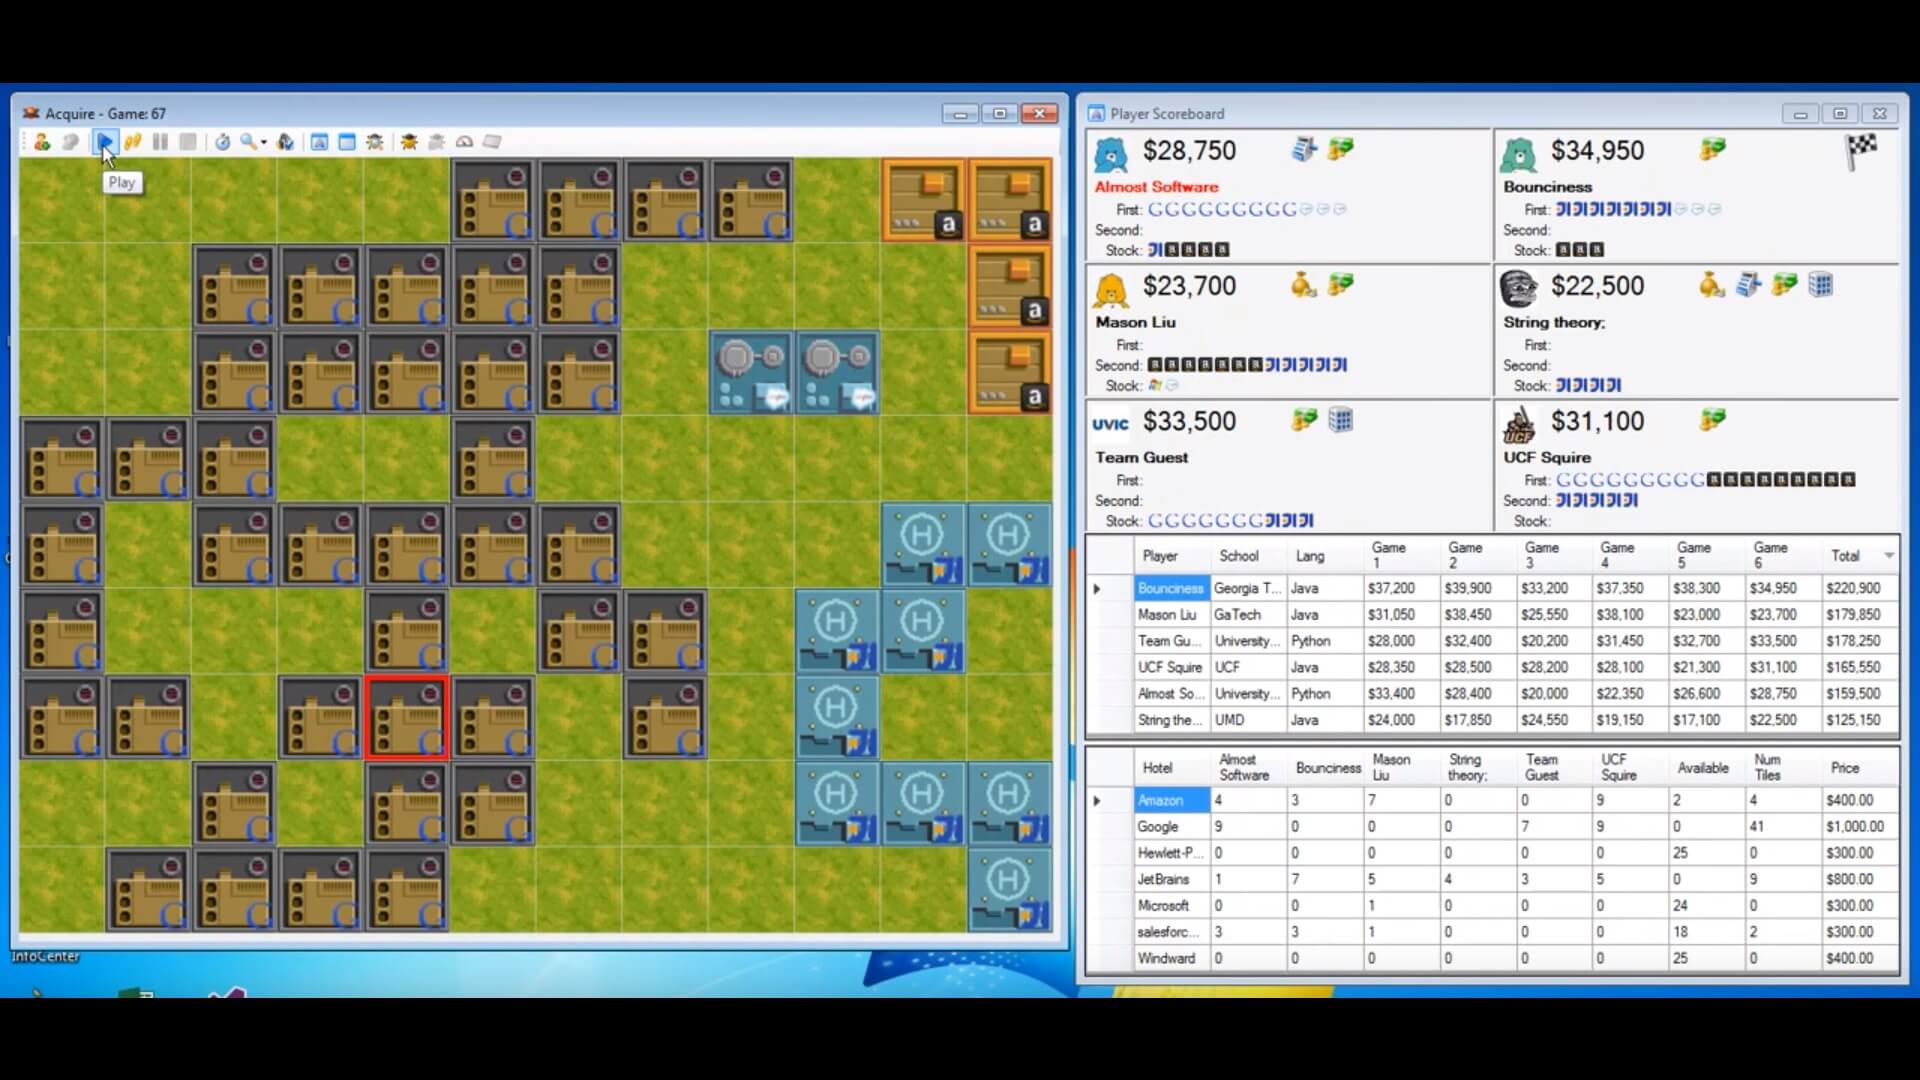 Acquire - Game: 67
Play
InfoCenter
Player Scoreboard
$28,750
Almost Software
First: GGGGGGGGG
Second:
Stock:
$34,950
Bounciness
First:
Second:
Stock:
$23,700
Mason Liu
First:
Second:
Stock:
$22,500
String theory;
First:
Second:
Stock:
UVIC $33,500
Team Guest
First:
Second:
Stock: GGGGGGG
UCF $31,100
UCF Squire
First: GGGGGGGGG
Second:
Stock:
Player School Lang Game 1 Game 2 Game 3 Game 4 Game 5 Game 6 Total
Bounciness Georgia T... Java $37,200 $39,900 $33,200 $37,350 $38,300 $34,950 $220,900
Mason Liu GaTech Java $31,050 $38,450 $25,550 $38,100 $23,000 $23,700 $179,850
Team Gu... University... Python $28,000 $32,400 $20,200 $31,450 $32,700 $33,500 $178,250
UCF Squire UCF Java $28,350 $28,500 $28,200 $28,100 $21,300 $31,100 $165,550
Almost So... University... Python $33,400 $28,400 $20,000 $22,350 $26,600 $28,750 $159,500
String the... UMD Java $24,000 $17,850 $24,550 $19,150 $17,100 $22,500 $125,150
Hotel Almost Software Bounciness Mason Liu String theory; Team Guest UCF Squire Available Num Tiles Price
Amazon 4 3 7 0 0 9 2 4 $400.00
Google 9 0 0 0 7 9 0 41 $1,000.00
Hewlett-P... 0 0 0 0 0 0 25 0 $300.00
JetBrains 1 7 5 4 3 5 0 9 $800.00
Microsoft 0 0 1 0 0 0 24 0 $300.00
salesforc... 3 3 1 0 0 0 18 2 $300.00
Windward 0 0 0 0 0 0 25 0 $400.00